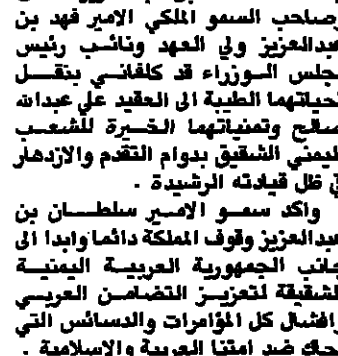 وصاحب السمو الملكي الامير فهد بن
عبدالعزيز ولي العهد ونائب رئيس
مجلس الوزراء قد كلفاني بنقل
تحياتهما الطيبة الى العقيد علي عبدالله
صالح وتمنياتهما الخيرة للشعب
اليمني الشقيق بدوام التقدم والازدهار
في ظل قيادته الرشيدة .
واكد سمو الامير سلطان بن
عبدالعزيز وقوف المملكة دائما وابدا الى
جانب الجمهورية العربية اليمنية
الشقيقة لتعزيز التضامن العربي
وافشال كل المؤامرات والدسائس التي
تحاك ضد امتنا العربية والاسلامية .